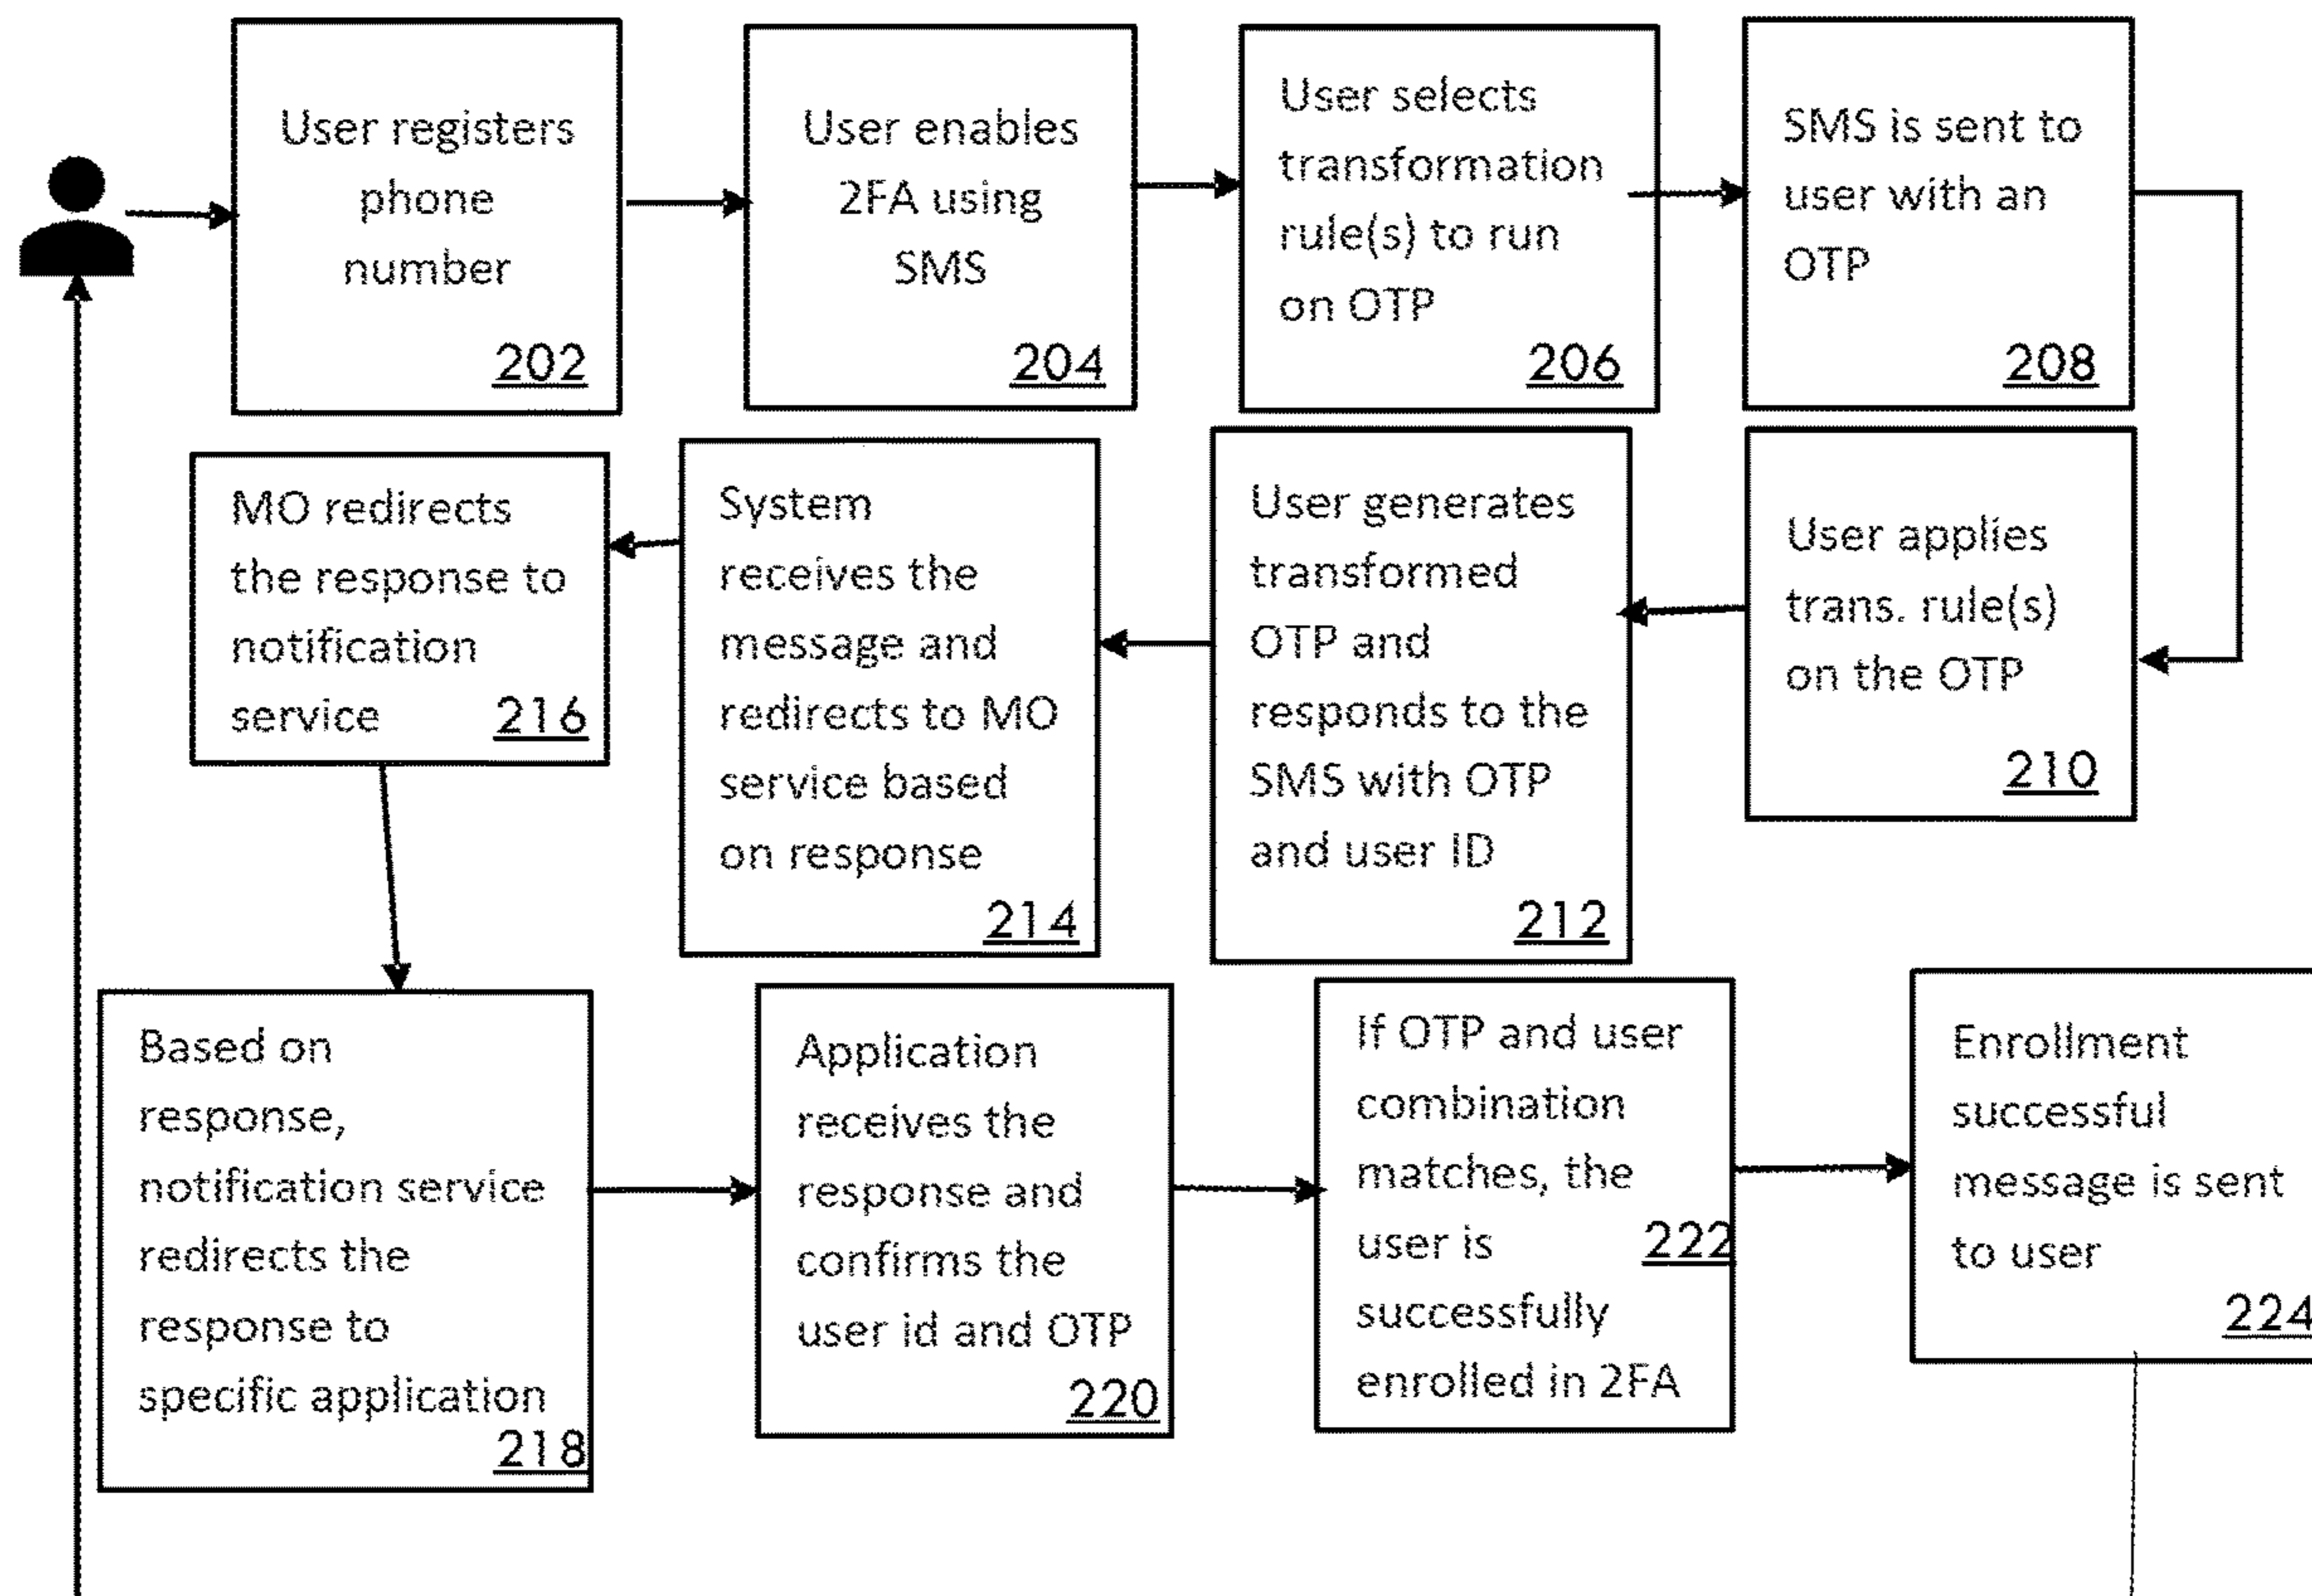 User registers
phone
number
202
User enables
2FA using
SMS
204
User selects
transformation
rule(s) to run
on OTP
206
SMS is sent to
user with an
OTP
208
User applies
trans. rule(s)
on the OTP
210
User generates
transformed
OTP and
responds to the
SMS with OTP
and user ID
212
System
receives the
message and
redirects to MO
service based
on response
214
MO redirects
the response to
notification
service
216
Based on
response,
notification service
redirects the
response to
specific application
218
Application
receives the
response and
confirms the
user id and OTP
220
If OTP and user
combination
matches, the
user is
222
successfully
enrolled in 2FA
Enrollment
successful
message is sent
to user
224